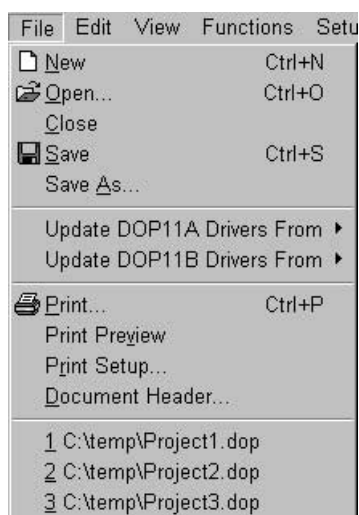 File Edit View Functions Setu
New Ctrl+N
Open... Ctrl+O
Close
Save Ctrl+S
Save As...
Update DOP11A Drivers From
Update DOP11B Drivers From
Print... Ctrl+P
Print Preview
Print Setup...
Document Header...
1 C:\temp\Project1.dop
2 C:\temp\Project2.dop
3 C:\temp\Project3.dop